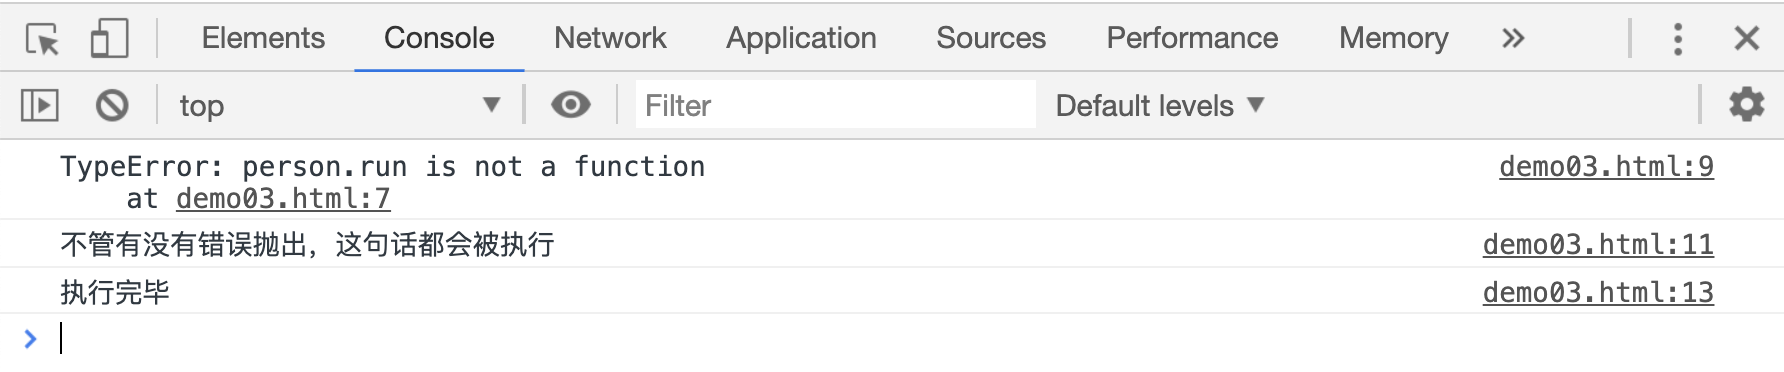 Elements Console Network Application Sources Performance Memory »
top ▼ Filter Default levels ▼
TypeError: person.run is not a function demo03.html:9
at demo03.html:7
不管有没有错误抛出，这句话都会被执行 demo03.html:11
执行完毕 demo03.html:13